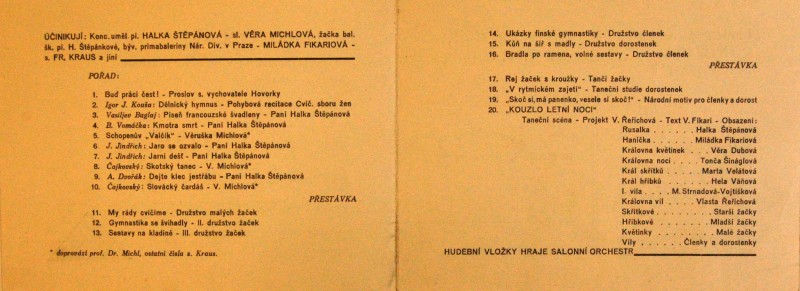 ÚČINKUJÍ: Konc. uměl. pí. HALKA ŠTĚPÁNOVÁ - sl. VĚRA MICHLOVÁ, žačka bal.
šk. pí. H. Štěpánkové, býv. primabaleriny Nár. Div. v Praze - MILÁDKA FIKARIOVÁ -
s. FR. KRAUS a jiní
POŘAD:
1. Buď práci čest! - Proslov s. vychovatele Hovorky
2. Igor J. Kouša: Dělnický hymnus - Pohybová recitace Cvič. sboru žen
3. Vasiljev Baglaj: Píseň francouzské švadleny - Paní Halka Štěpánová
4. B. Vomáčka: Kmotra smrt - Paní Halka Štěpánová
5. Schopenův „Valčík" - Věruška Michlová*
6. J. Jindřich: Jaro se ozvalo - Paní Halka Štěpánová
7. J. Jindřich: Jarní dešť - Paní Halka Štěpánová
8. Čajkovský: Skotský tanec - V. Michlová*
9. A. Dvořák: Dejte klec jestřábu - Paní Halka Štěpánová
10. Čajkovský: Slovácký čardáš - V. Michlová*
PŘESTÁVKA
11. My rády cvičíme - Družstvo malých žaček
12. Gymnastika se švihadly - II. družstvo žaček
13. Sestavy na kladině - III. družstvo žaček
* doprovází prof. Dr. Michl, ostatní čísla s. Kraus.
14. Ukázky finské gymnastiky - Družstvo členek
15. Kůň na šíř s madly - Družstvo dorostenek
16. Bradla po ramena, volné sestavy - Družstvo členek
PŘESTÁVKA
17. Rej žaček s kroužky - Tančí žačky
18. „V rytmickém zajetí" - Taneční studie dorostenek
19. „Skoč si, má panenko, vesele si skoč!" - Národní motiv pro členky a dorost
20. „KOUZLO LETNÍ NOCI"
Taneční scéna - Projekt V. Řeřichová - Text V. Fikari - Obsazení:
Rusalka . . . . . . Halka Štěpánová
Hanička . . . . . Miládka Fikariová
Královna květinek . . Věra Dubová
Královna noci . . . Tonča Šináglová
Král skřítků . . . . Marta Velátová
Král hříbků . . . . . Hela Váňová
I. víla . . . . M. Strnadová-Vojtíšková
Královna víl . . . Vlasta Řeřichová
Skřítkové . . . . . . Starší žačky
Hříbkové . . . . . Mladší žačky
Květinky . . . . . . Malé žačky
Víly . . . . . Členky a dorostenky
HUDEBNÍ VLOŽKY HRAJE SALONNÍ ORCHESTR